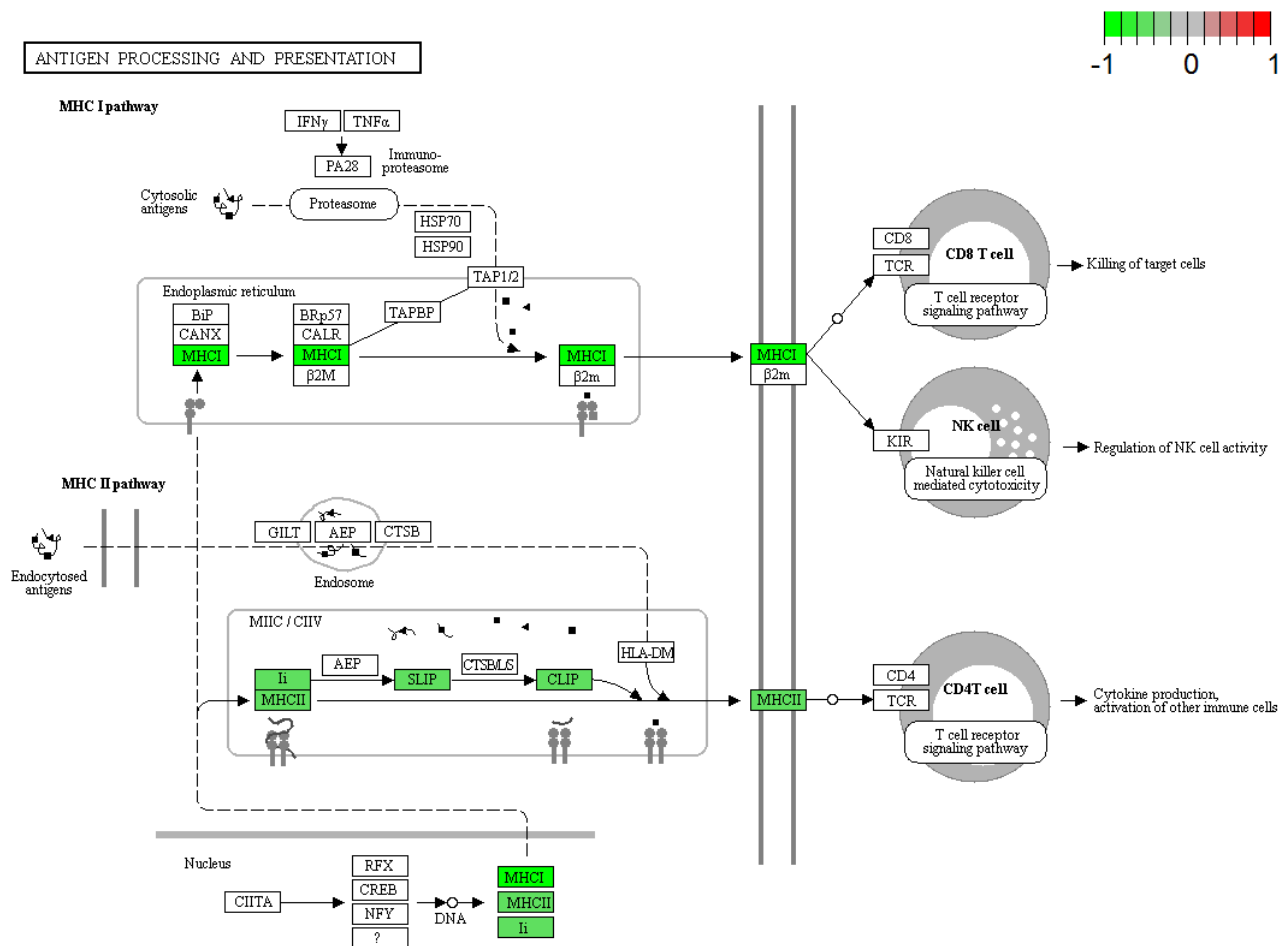 -1
0
1
ANTIGEN PROCESSING AND PRESENTATION
MHC I pathway
IFNγ
TNFα
PA28
Immuno-
proteasome
Cytosolic
antigens
Proteasome
HSP70
HSP90
TAP1/2
Endoplasmic reticulum
BiP
CANX
MHCI
BRp57
CALR
MHCI
β2M
TAPBP
MHCI
β2m
MHCI
β2m
CD8
TCR
CD8 T cell
T cell receptor
signaling pathway
Killing of target cells
KIR
NK cell
Natural killer cell
mediated cytotoxicity
Regulation of NK cell activity
MHC II pathway
Endocytosed
antigens
GILT
AEP
CTSB
Endosome
MIIC / CIIV
Ii
MHCII
AEP
SLIP
CTSB/L/S
CLIP
HLA-DM
MHCII
CD4
TCR
CD4T cell
T cell receptor
signaling pathway
Cytokine production,
activation of other immune cells
Nucleus
CIITA
RFX
CREB
NFY
?
DNA
MHCI
MHCII
Ii